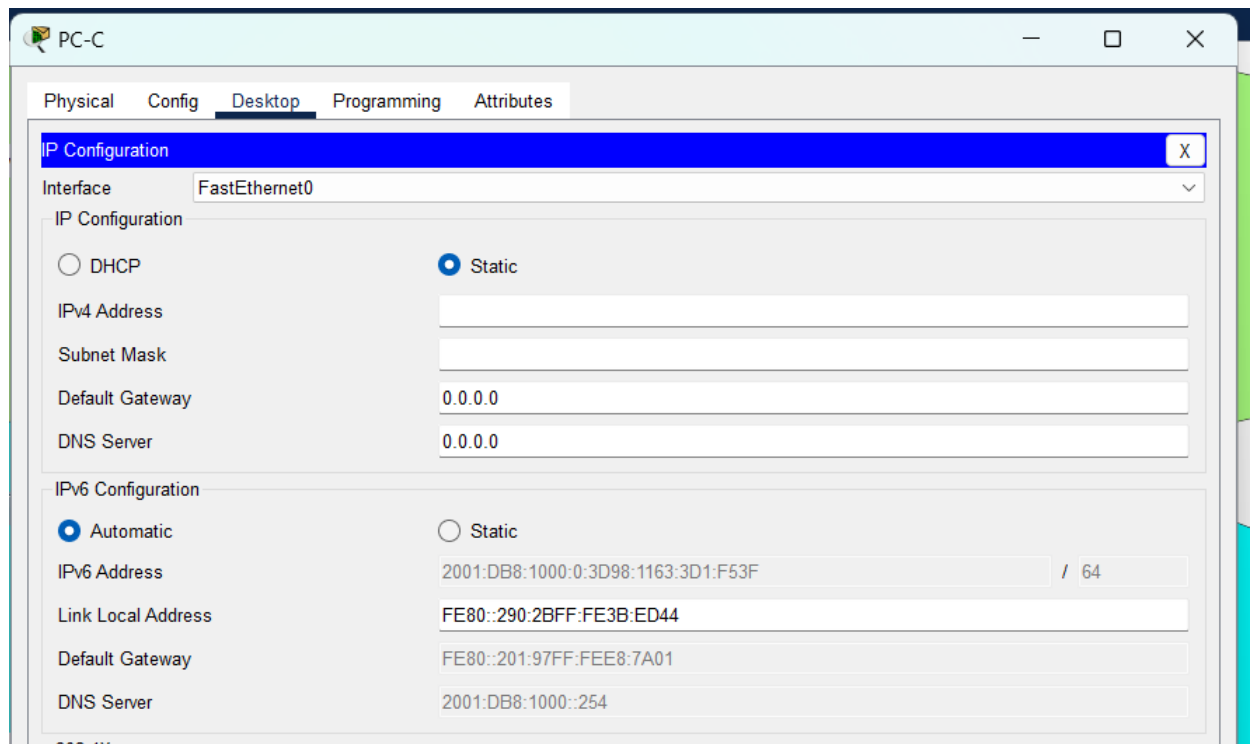 PC-C
Physical Config Desktop Programming Attributes
IP Configuration X
Interface FastEthernet0
IP Configuration
DHCP Static
IPv4 Address
Subnet Mask
Default Gateway 0.0.0.0
DNS Server 0.0.0.0
IPv6 Configuration
Automatic Static
IPv6 Address 2001:DB8:1000:0:3D98:1163:3D1:F53F / 64
Link Local Address FE80::290:2BFF:FE3B:ED44
Default Gateway FE80::201:97FF:FEE8:7A01
DNS Server 2001:DB8:1000::254